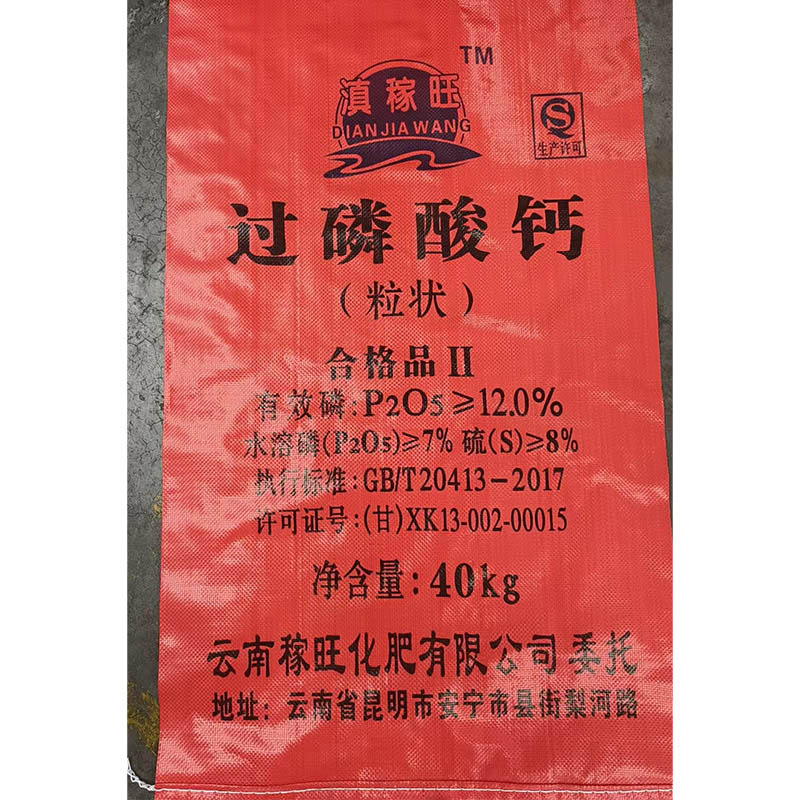 TM
滇稼旺
DIANJIAWANG
S
生产许可
过磷酸钙
(粒状)
合格品II
有效磷:P2O5≥12.0%
水溶磷(P2O5)≥7% 硫(S)≥8%
执行标准:GB/T20413-2017
许可证号:(甘)XK13-002-00015
净含量:40kg
云南稼旺化肥有限公司 委托
地址:云南省昆明市安宁市县街梨河路